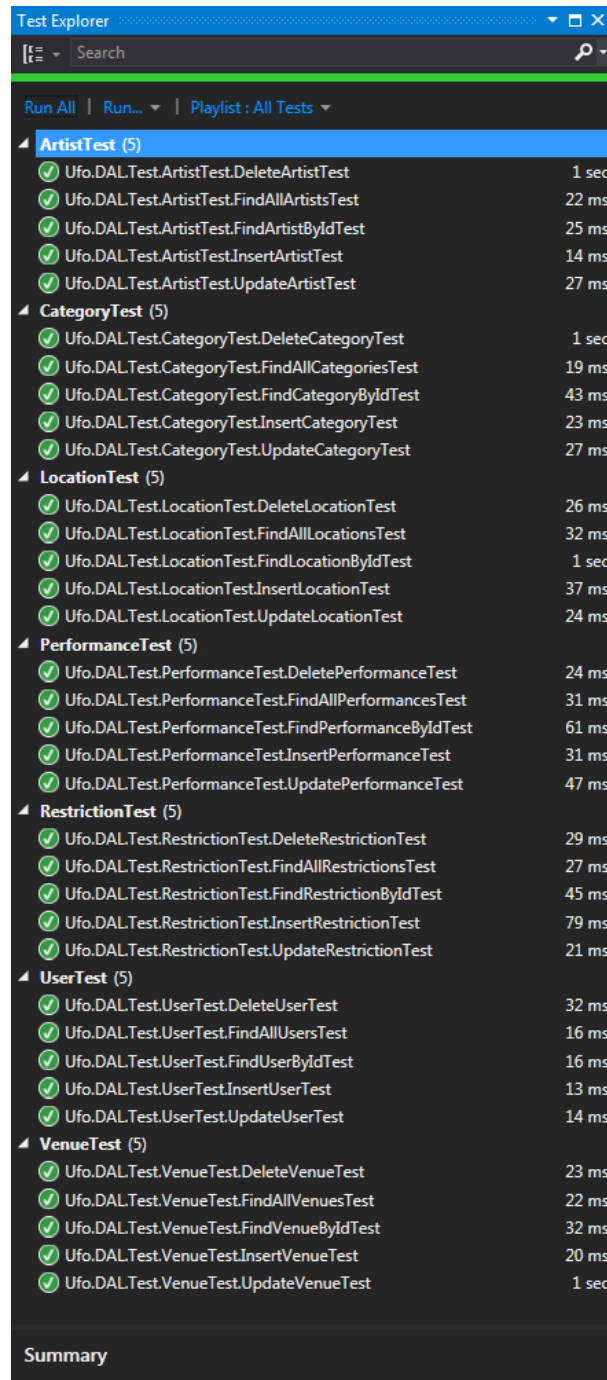 Test Explorer
Search
Run All | Run... | Playlist : All Tests
ArtistTest (5)
Ufo.DAL.Test.ArtistTest.DeleteArtistTest 1 sec
Ufo.DAL.Test.ArtistTest.FindAllArtistsTest 22 ms
Ufo.DAL.Test.ArtistTest.FindArtistByIdTest 25 ms
Ufo.DAL.Test.ArtistTest.InsertArtistTest 14 ms
Ufo.DAL.Test.ArtistTest.UpdateArtistTest 27 ms
CategoryTest (5)
Ufo.DAL.Test.CategoryTest.DeleteCategoryTest 1 sec
Ufo.DAL.Test.CategoryTest.FindAllCategoriesTest 19 ms
Ufo.DAL.Test.CategoryTest.FindCategoryByIdTest 43 ms
Ufo.DAL.Test.CategoryTest.InsertCategoryTest 23 ms
Ufo.DAL.Test.CategoryTest.UpdateCategoryTest 27 ms
LocationTest (5)
Ufo.DAL.Test.LocationTest.DeleteLocationTest 26 ms
Ufo.DAL.Test.LocationTest.FindAllLocationsTest 32 ms
Ufo.DAL.Test.LocationTest.FindLocationByIdTest 1 sec
Ufo.DAL.Test.LocationTest.InsertLocationTest 37 ms
Ufo.DAL.Test.LocationTest.UpdateLocationTest 24 ms
PerformanceTest (5)
Ufo.DAL.Test.PerformanceTest.DeletePerformanceTest 24 ms
Ufo.DAL.Test.PerformanceTest.FindAllPerformancesTest 31 ms
Ufo.DAL.Test.PerformanceTest.FindPerformanceByIdTest 61 ms
Ufo.DAL.Test.PerformanceTest.InsertPerformanceTest 31 ms
Ufo.DAL.Test.PerformanceTest.UpdatePerformanceTest 47 ms
RestrictionTest (5)
Ufo.DAL.Test.RestrictionTest.DeleteRestrictionTest 29 ms
Ufo.DAL.Test.RestrictionTest.FindAllRestrictionsTest 27 ms
Ufo.DAL.Test.RestrictionTest.FindRestrictionByIdTest 45 ms
Ufo.DAL.Test.RestrictionTest.InsertRestrictionTest 79 ms
Ufo.DAL.Test.RestrictionTest.UpdateRestrictionTest 21 ms
UserTest (5)
Ufo.DAL.Test.UserTest.DeleteUserTest 32 ms
Ufo.DAL.Test.UserTest.FindAllUsersTest 16 ms
Ufo.DAL.Test.UserTest.FindUserByIdTest 16 ms
Ufo.DAL.Test.UserTest.InsertUserTest 13 ms
Ufo.DAL.Test.UserTest.UpdateUserTest 14 ms
VenueTest (5)
Ufo.DAL.Test.VenueTest.DeleteVenueTest 23 ms
Ufo.DAL.Test.VenueTest.FindAllVenuesTest 22 ms
Ufo.DAL.Test.VenueTest.FindVenueByIdTest 32 ms
Ufo.DAL.Test.VenueTest.InsertVenueTest 20 ms
Ufo.DAL.Test.VenueTest.UpdateVenueTest 1 sec
Summary